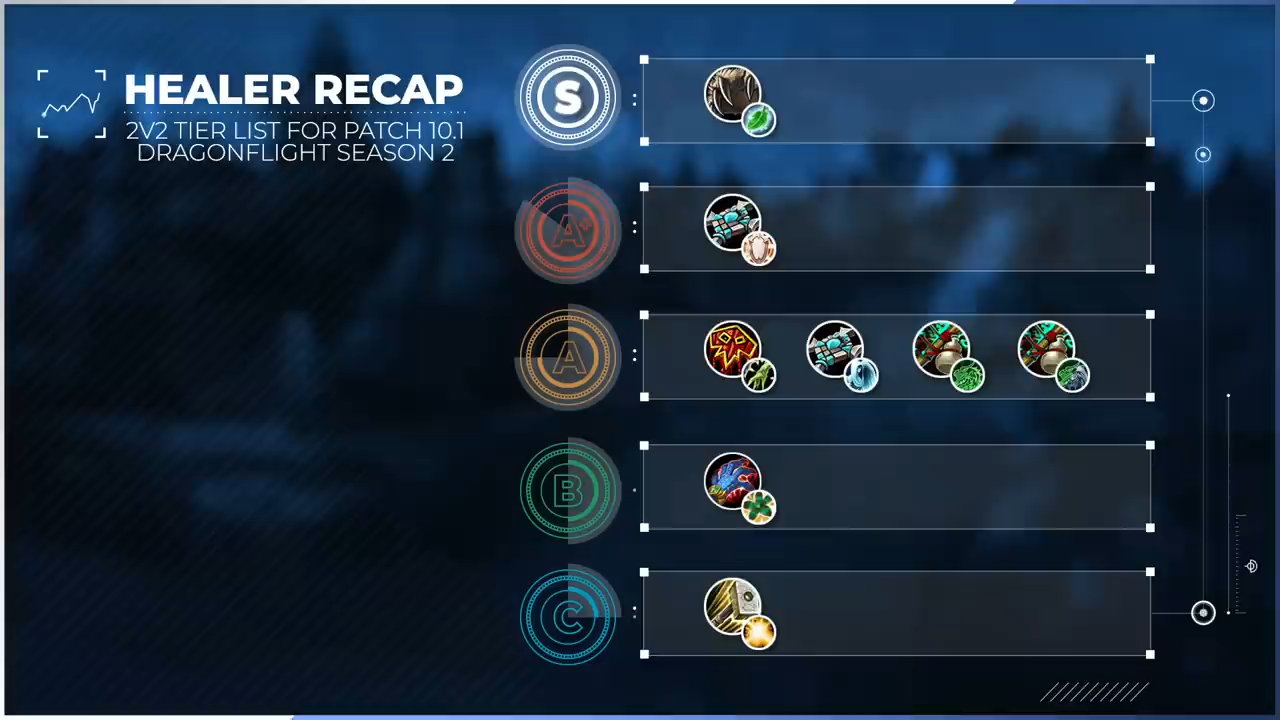 HEALER RECAP
2V2 TIER LIST FOR PATCH 10.1
DRAGONFLIGHT SEASON 2
S
A+
A
B
C